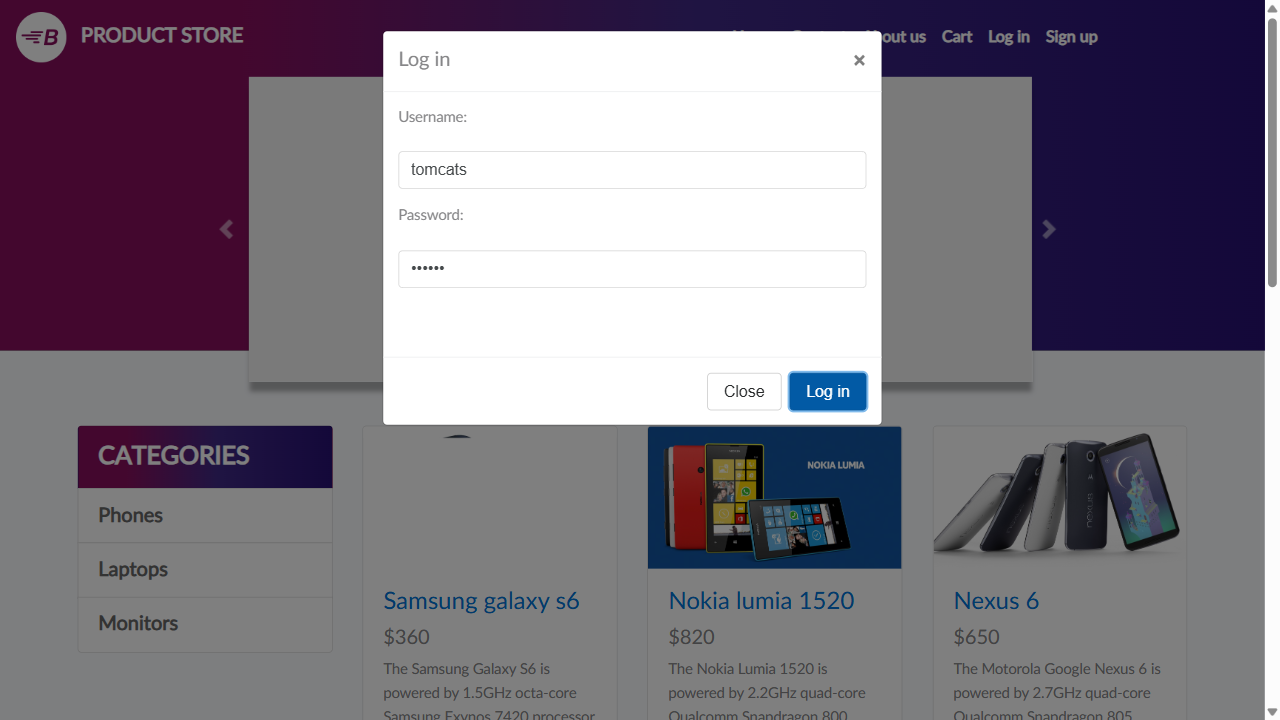 B PRODUCT STORE
out us Cart Log in Sign up
Log in ×
Username:
tomcats
Password:
••••••
Close Log in
CATEGORIES
Phones
Laptops
Monitors
NOKIA LUMIA
Samsung galaxy s6
$360
The Samsung Galaxy S6 is
powered by 1.5GHz octa-core
Samsung Exynos 7420 processor
Nokia lumia 1520
$820
The Nokia Lumia 1520 is
powered by 2.2GHz quad-core
Qualcomm Snapdragon 800
Nexus 6
$650
The Motorola Google Nexus 6 is
powered by 2.7GHz quad-core
Qualcomm Snapdragon 805